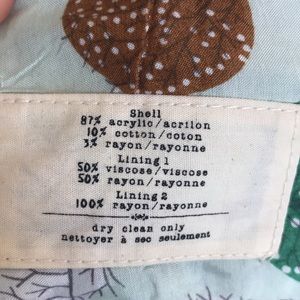 Shell
87% acrylic/acrilon
10% cotton/coton
3% rayon/rayonne
Lining 1
50% viscose/viscose
50% rayon/rayonne
Lining 2
100% rayon/rayonne
dry clean only
nettoyer à sec seulement